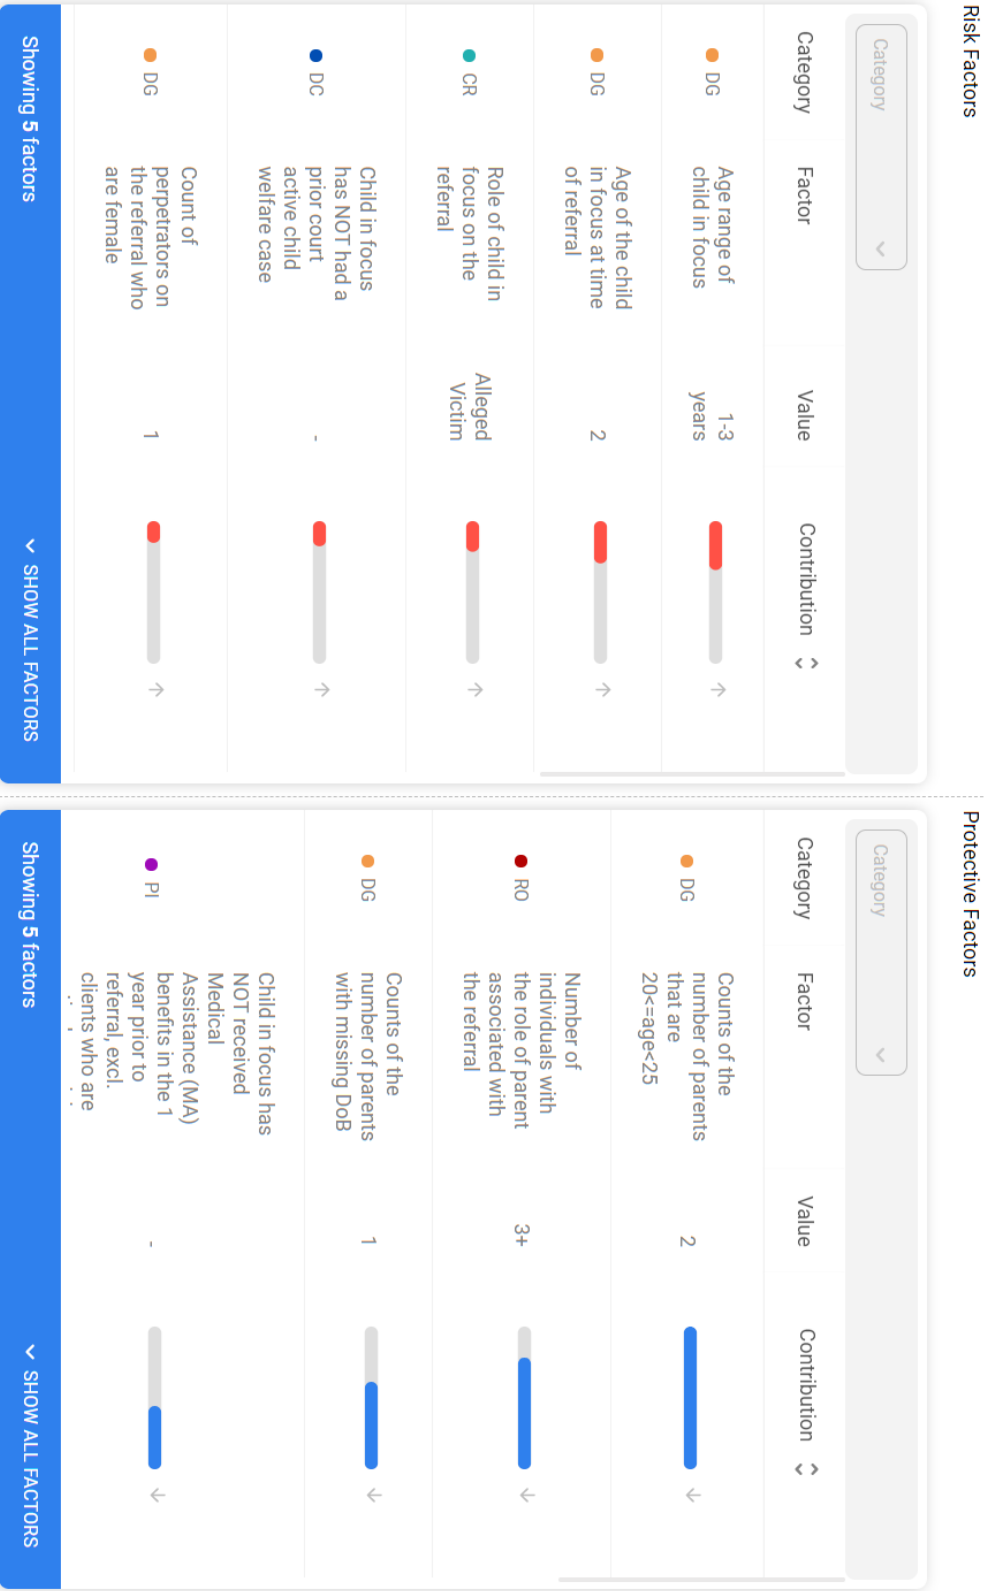 Risk Factors
Category
Category
Factor
Value
Contribution
DG
Age range of
child in focus
1-3
years
DG
Age of the child
in focus at time
of referral
2
CR
Role of child in
focus on the
referral
Alleged
Victim
DC
Child in focus
has NOT had a
prior court
active child
welfare case
-
DG
Count of
perpetrators on
the referral who
are female
1
Showing 5 factors
SHOW ALL FACTORS
Protective Factors
Category
Category
Factor
Value
Contribution
DG
Counts of the
number of parents
that are
20<=age<25
2
RO
Number of
individuals with
the role of parent
associated with
the referral
3+
DG
Counts of the
number of parents
with missing DoB
1
PI
Child in focus has
NOT received
Medical
Assistance (MA)
benefits in the 1
year prior to
referral, excl.
clients who are
-
Showing 5 factors
SHOW ALL FACTORS